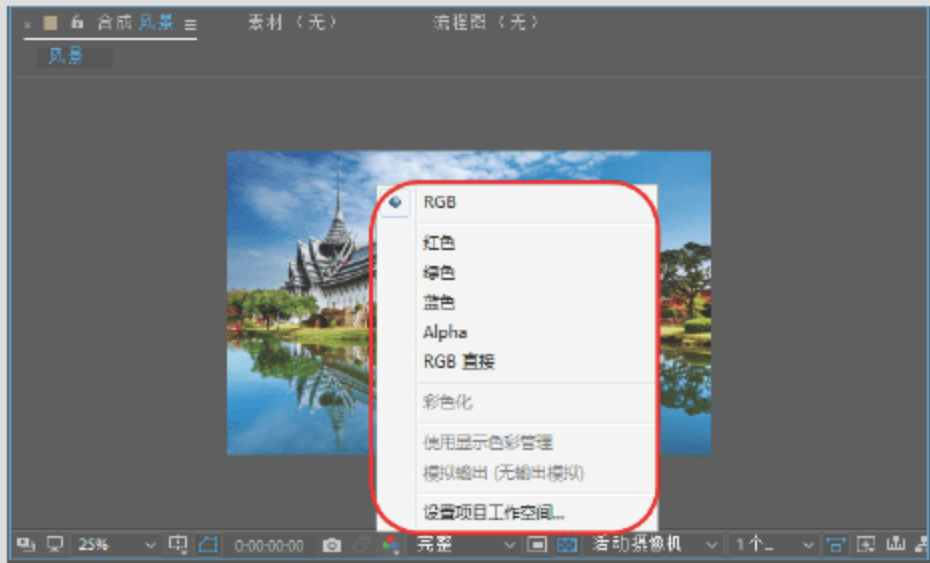 × 合成 风景 ≡ 素材（无） 流程图（无）
风景
RGB
红色
绿色
蓝色
Alpha
RGB 直接
彩色化
使用显示色彩管理
模拟输出 (无输出模拟)
设置项目工作空间...
25% 0:00:00:00 完整 活动摄像机 1个...